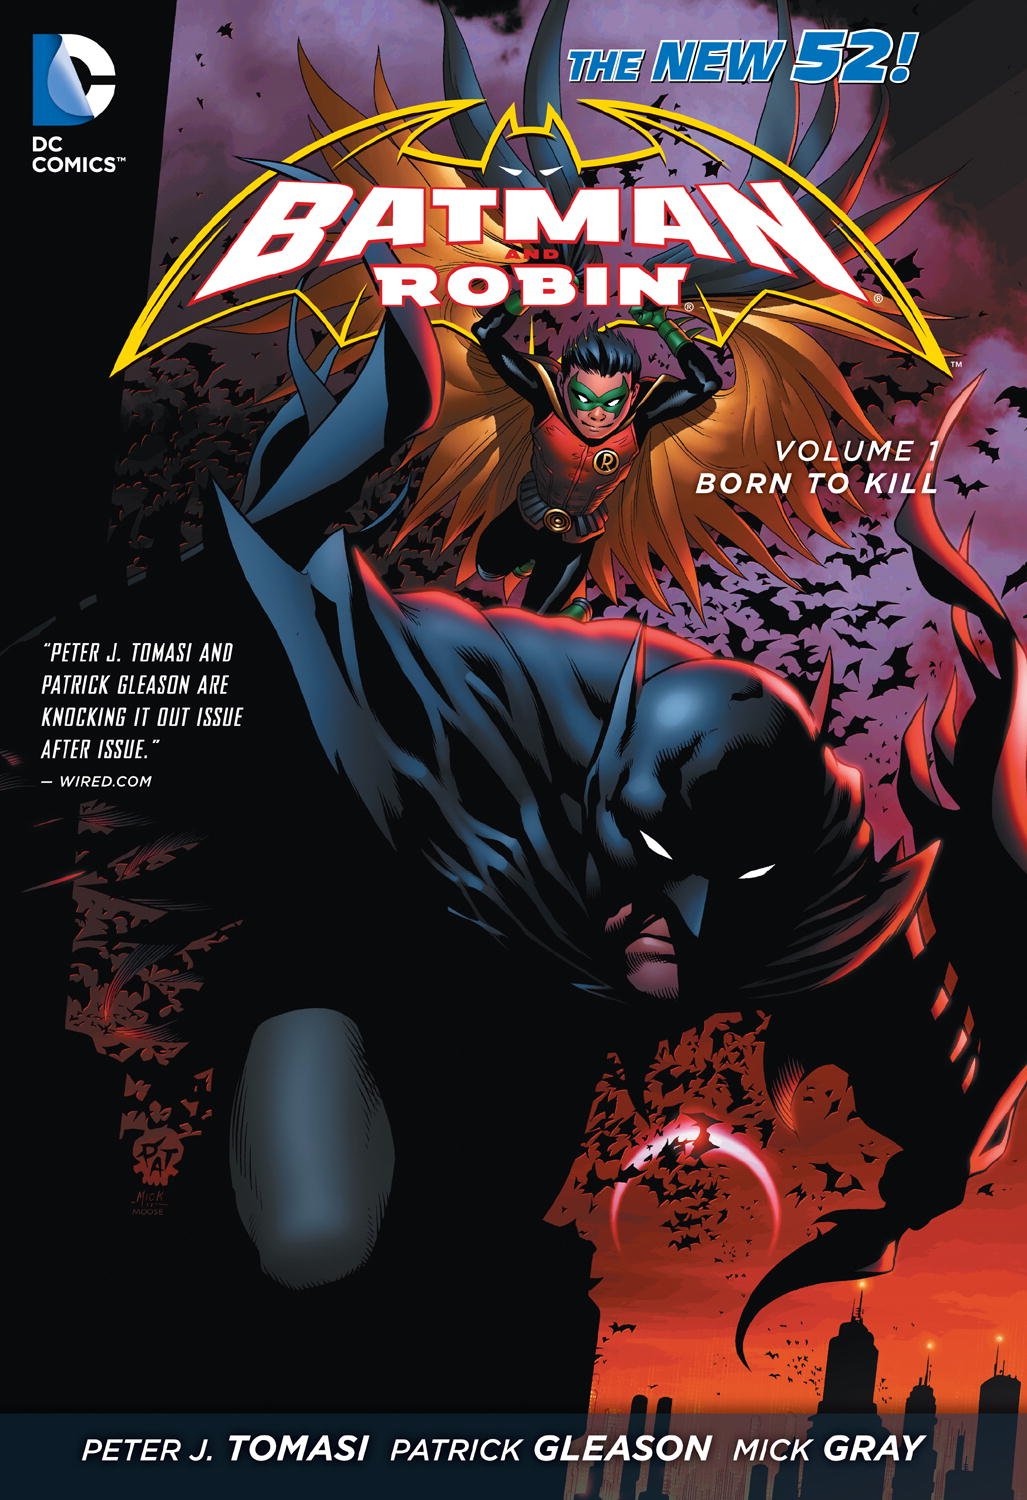 THE NEW 52!
DC
COMICS™
BATMAN
AND
ROBIN®
®
™
VOLUME 1
BORN TO KILL
"PETER J. TOMASI AND
PATRICK GLEASON ARE
KNOCKING IT OUT ISSUE
AFTER ISSUE."
– WIRED.COM
R
PAT
MICK
MOOSE
PETER J. TOMASI PATRICK GLEASON MICK GRAY